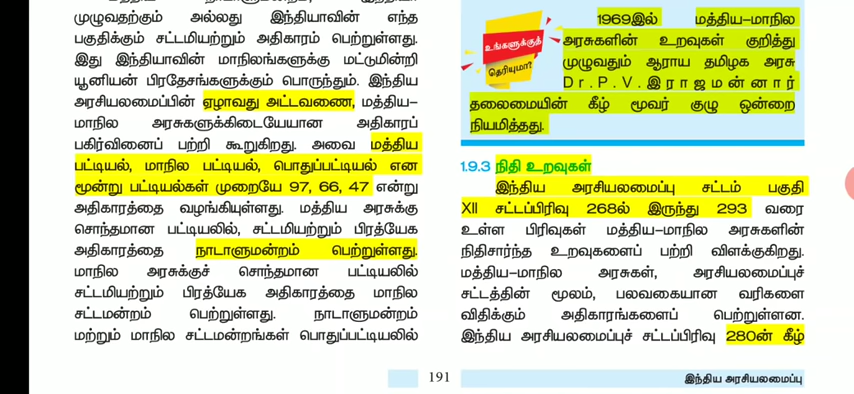 முழுவதற்கும் அல்லது இந்தியாவின் எந்த
பகுதிக்கும் சட்டமியற்றும் அதிகாரம் பெற்றுள்ளது.
இது இந்தியாவின் மாநிலங்களுக்கு மட்டுமின்றி
யூனியன் பிரதேசங்களுக்கும் பொருந்தும். இந்திய
அரசியலமைப்பின் ஏழாவது அட்டவணை, மத்திய-
மாநில அரசுகளுக்கிடையேயான அதிகாரப்
பகிர்வினைப் பற்றி கூறுகிறது. அவை மத்திய
பட்டியல், மாநில பட்டியல், பொதுப்பட்டியல் என
மூன்று பட்டியல்கள் முறையே 97, 66, 47 என்று
அதிகாரத்தை வழங்கியுள்ளது. மத்திய அரசுக்கு
சொந்தமான பட்டியலில், சட்டமியற்றும் பிரத்யேக
அதிகாரத்தை நாடாளுமன்றம் பெற்றுள்ளது.
மாநில அரசுக்குச் சொந்தமான பட்டியலில்
சட்டமியற்றும் பிரத்யேக அதிகாரத்தை மாநில
சட்டமன்றம் பெற்றுள்ளது. நாடாளுமன்றம்
மற்றும் மாநில சட்டமன்றங்கள் பொதுப்பட்டியலில்
உங்களுக்குத்
தெரியுமா?
1969இல் மத்திய-மாநில
அரசுகளின் உறவுகள் குறித்து
முழுவதும் ஆராய தமிழக அரசு
Dr.P.V.இராஜமன்னார்
தலைமையின் கீழ் மூவர் குழு ஒன்றை
நியமித்தது.
1.9.3 நிதி உறவுகள்
இந்திய அரசியலமைப்பு சட்டம் பகுதி
XII சட்டப்பிரிவு 268ல் இருந்து 293 வரை
உள்ள பிரிவுகள் மத்திய-மாநில அரசுகளின்
நிதிசார்ந்த உறவுகளைப் பற்றி விளக்குகிறது.
மத்திய-மாநில அரசுகள், அரசியலமைப்புச்
சட்டத்தின் மூலம், பலவகையான வரிகளை
விதிக்கும் அதிகாரங்களைப் பெற்றுள்ளன.
இந்திய அரசியலமைப்புச் சட்டப்பிரிவு 280ன் கீழ்
191
இந்திய அரசியலமைப்பு